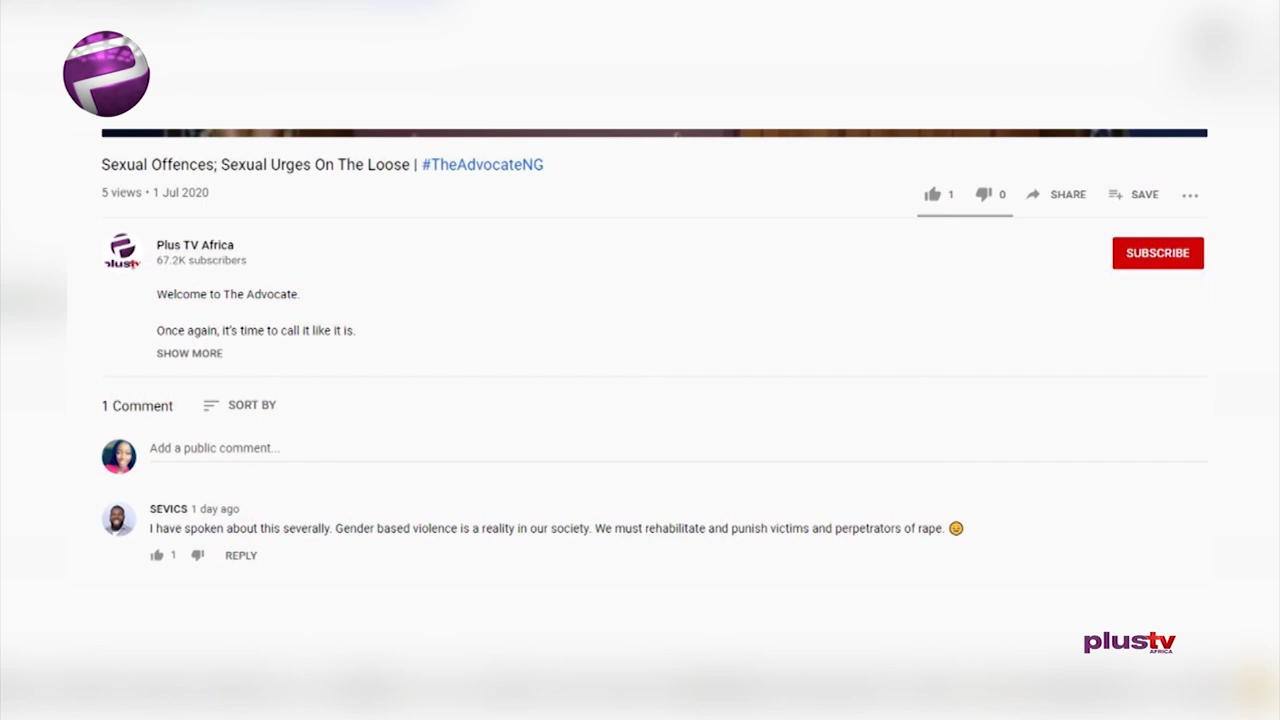 Sexual Offences; Sexual Urges On The Loose | #TheAdvocateNG
5 views • 1 Jul 2020
1 0 SHARE SAVE
Plus TV Africa
plustv
67.2K subscribers
SUBSCRIBE
Welcome to The Advocate.
Once again, it's time to call it like it is.
SHOW MORE
1 Comment SORT BY
Add a public comment...
SEVICS 1 day ago
I have spoken about this severally. Gender based violence is a reality in our society. We must rehabilitate and punish victims and perpetrators of rape.
1 REPLY
plustv
AFRICA